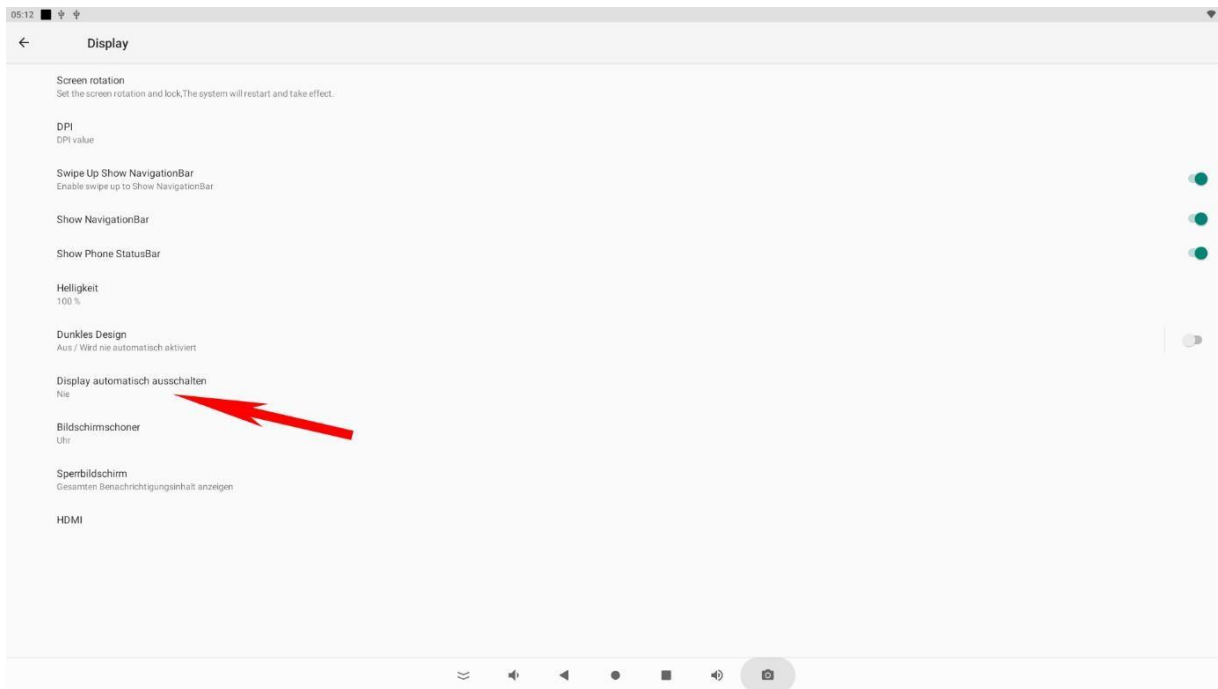 05:12
Display
Screen rotation
Set the screen rotation and lock,The system will restart and take effect.
DPI
DPI value
Swipe Up Show NavigationBar
Enable swipe up to Show NavigationBar
Show NavigationBar
Show Phone StatusBar
Helligkeit
100 %
Dunkles Design
Aus / Wird nie automatisch aktiviert
Display automatisch ausschalten
Nie
Bildschirmschoner
Uhr
Sperrbildschirm
Gesamten Benachrichtigungsinhalt anzeigen
HDMI